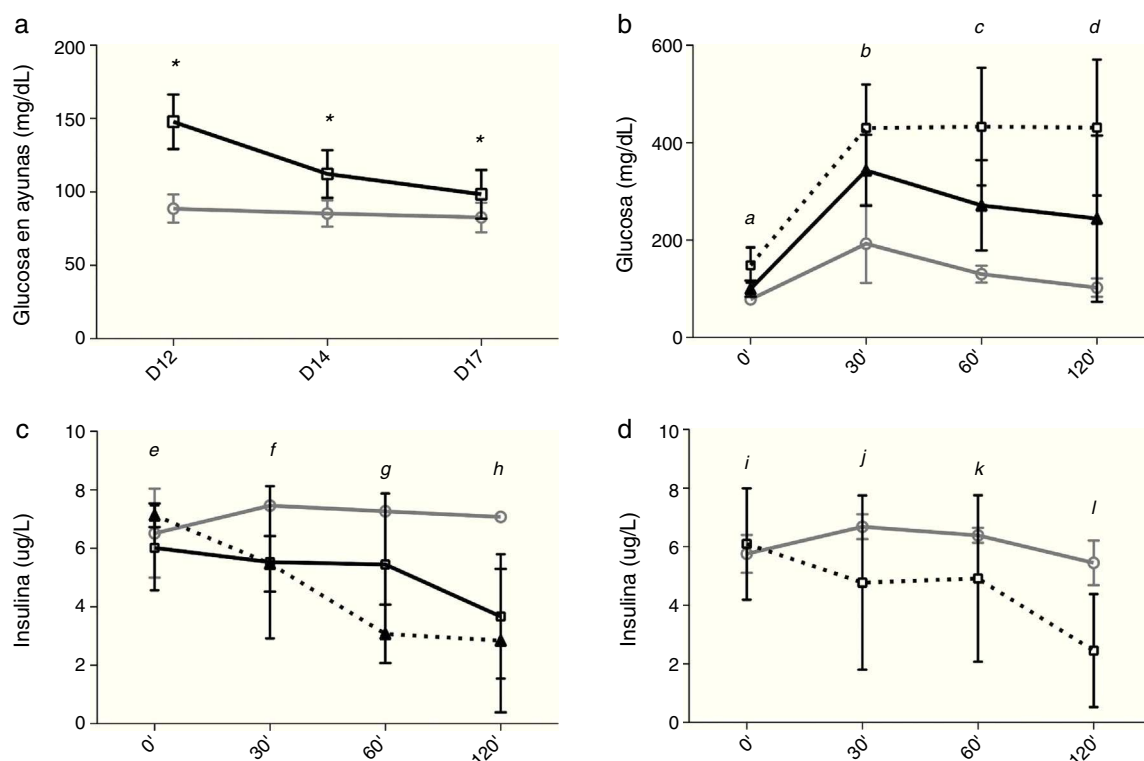 a
Glucosa en ayunas (mg/dL)
200
150
100
50
0
*
*
*
D12
D14
D17
b
Glucosa (mg/dL)
600
400
200
0
a
b
c
d
0'
30'
60'
120'
c
Insulina (ug/L)
10
8
6
4
2
0
e
f
g
h
0'
30'
60'
120'
d
Insulina (ug/L)
10
8
6
4
2
0
i
j
k
l
0'
30'
60'
120'